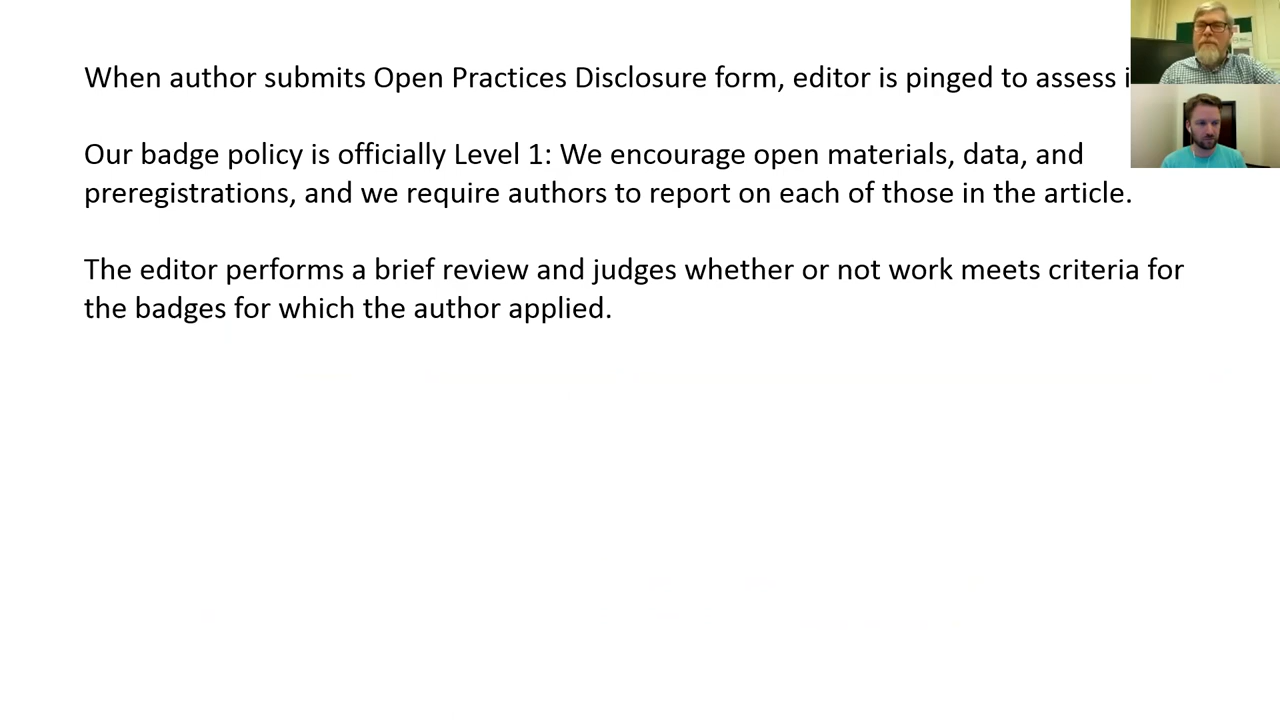 When author submits Open Practices Disclosure form, editor is pinged to assess
Our badge policy is officially Level 1: We encourage open materials, data, and
preregistrations, and we require authors to report on each of those in the article.
The editor performs a brief review and judges whether or not work meets criteria for
the badges for which the author applied.